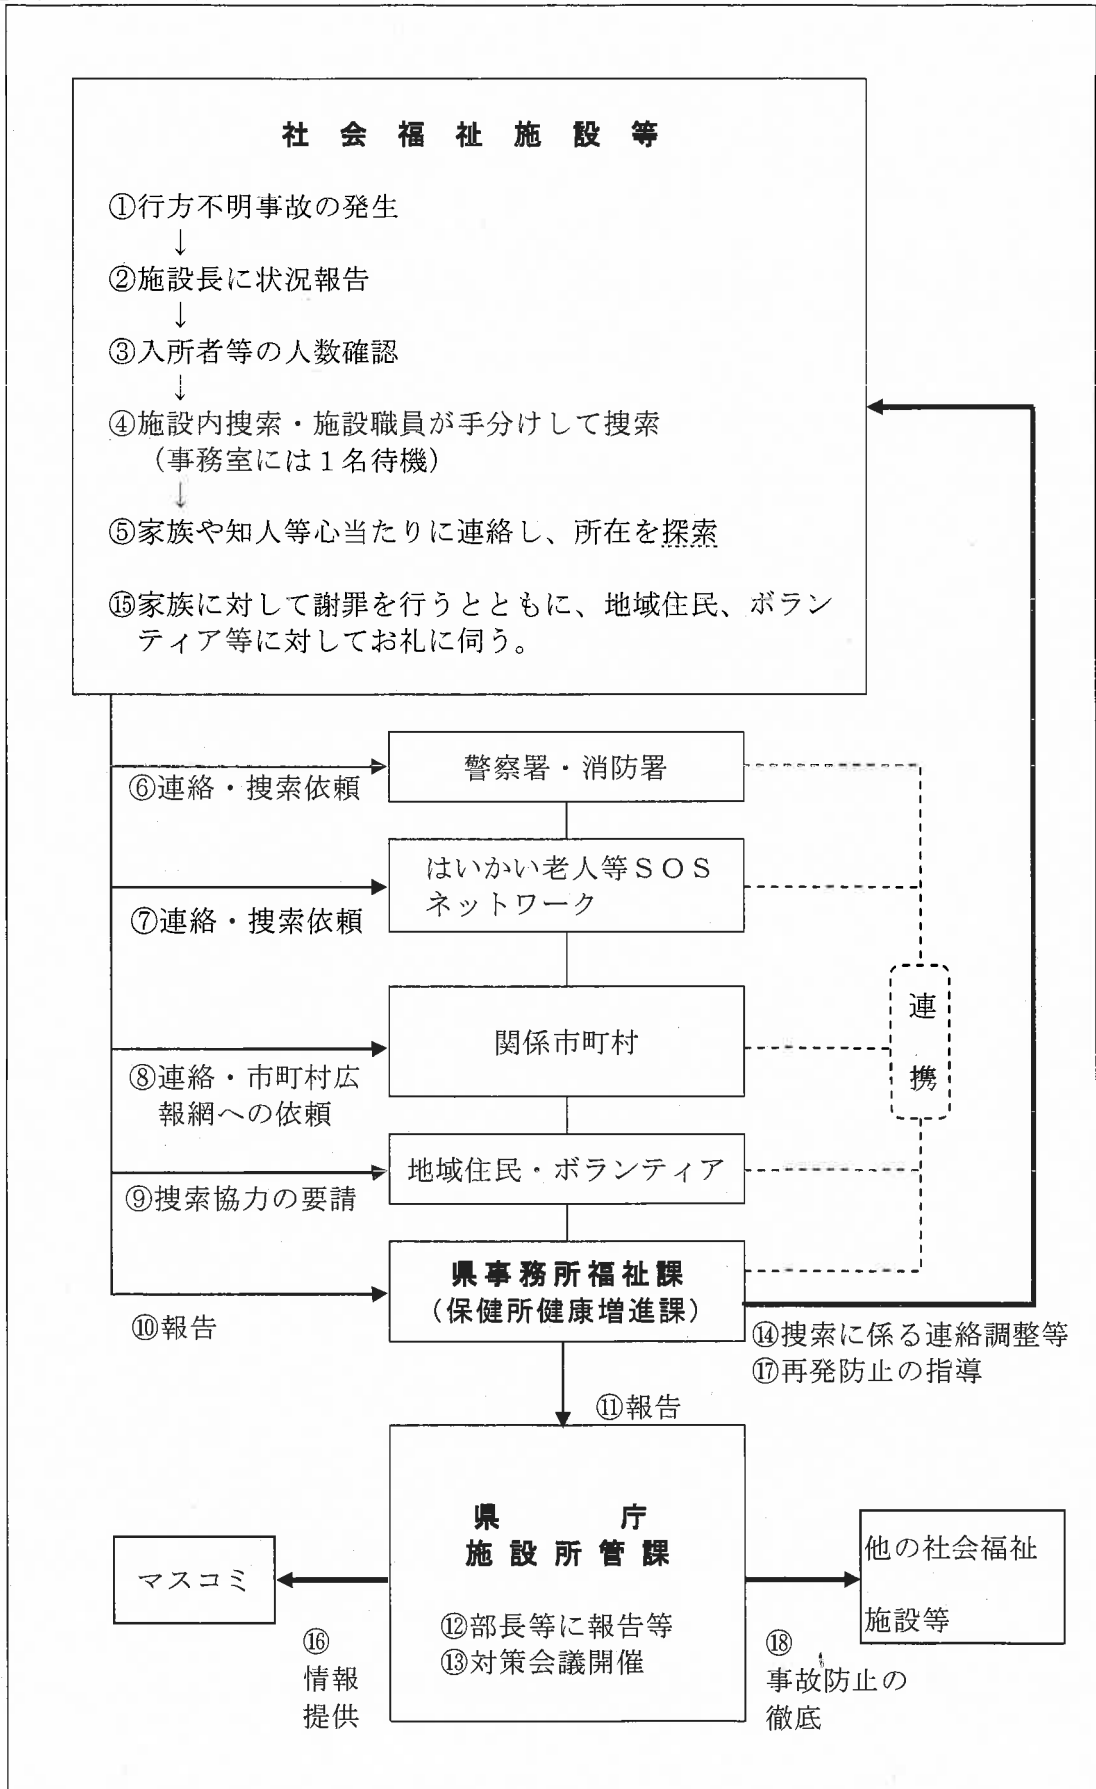 社会福祉施設等
①行方不明事故の発生
↓
②施設長に状況報告
↓
③入所者等の人数確認
↓
④施設内捜索・施設職員が手分けして捜索
（事務室には１名待機）
↓
⑤家族や知人等心当たりに連絡し、所在を探索
⑮家族に対して謝罪を行うとともに、地域住民、ボラン
ティア等に対してお礼に伺う。
警察署・消防署
⑥連絡・捜索依頼
はいかい老人等ＳＯＳ
ネットワーク
⑦連絡・捜索依頼
連
携
関係市町村
⑧連絡・市町村広
報網への依頼
地域住民・ボランティア
⑨捜索協力の要請
県事務所福祉課
（保健所健康増進課）
⑩報告
⑭捜索に係る連絡調整等
⑰再発防止の指導
⑪報告
県庁
施設所管課
⑫部長等に報告等
⑬対策会議開催
マスコミ
⑯
情報
提供
他の社会福祉
施設等
⑱
事故防止の
徹底